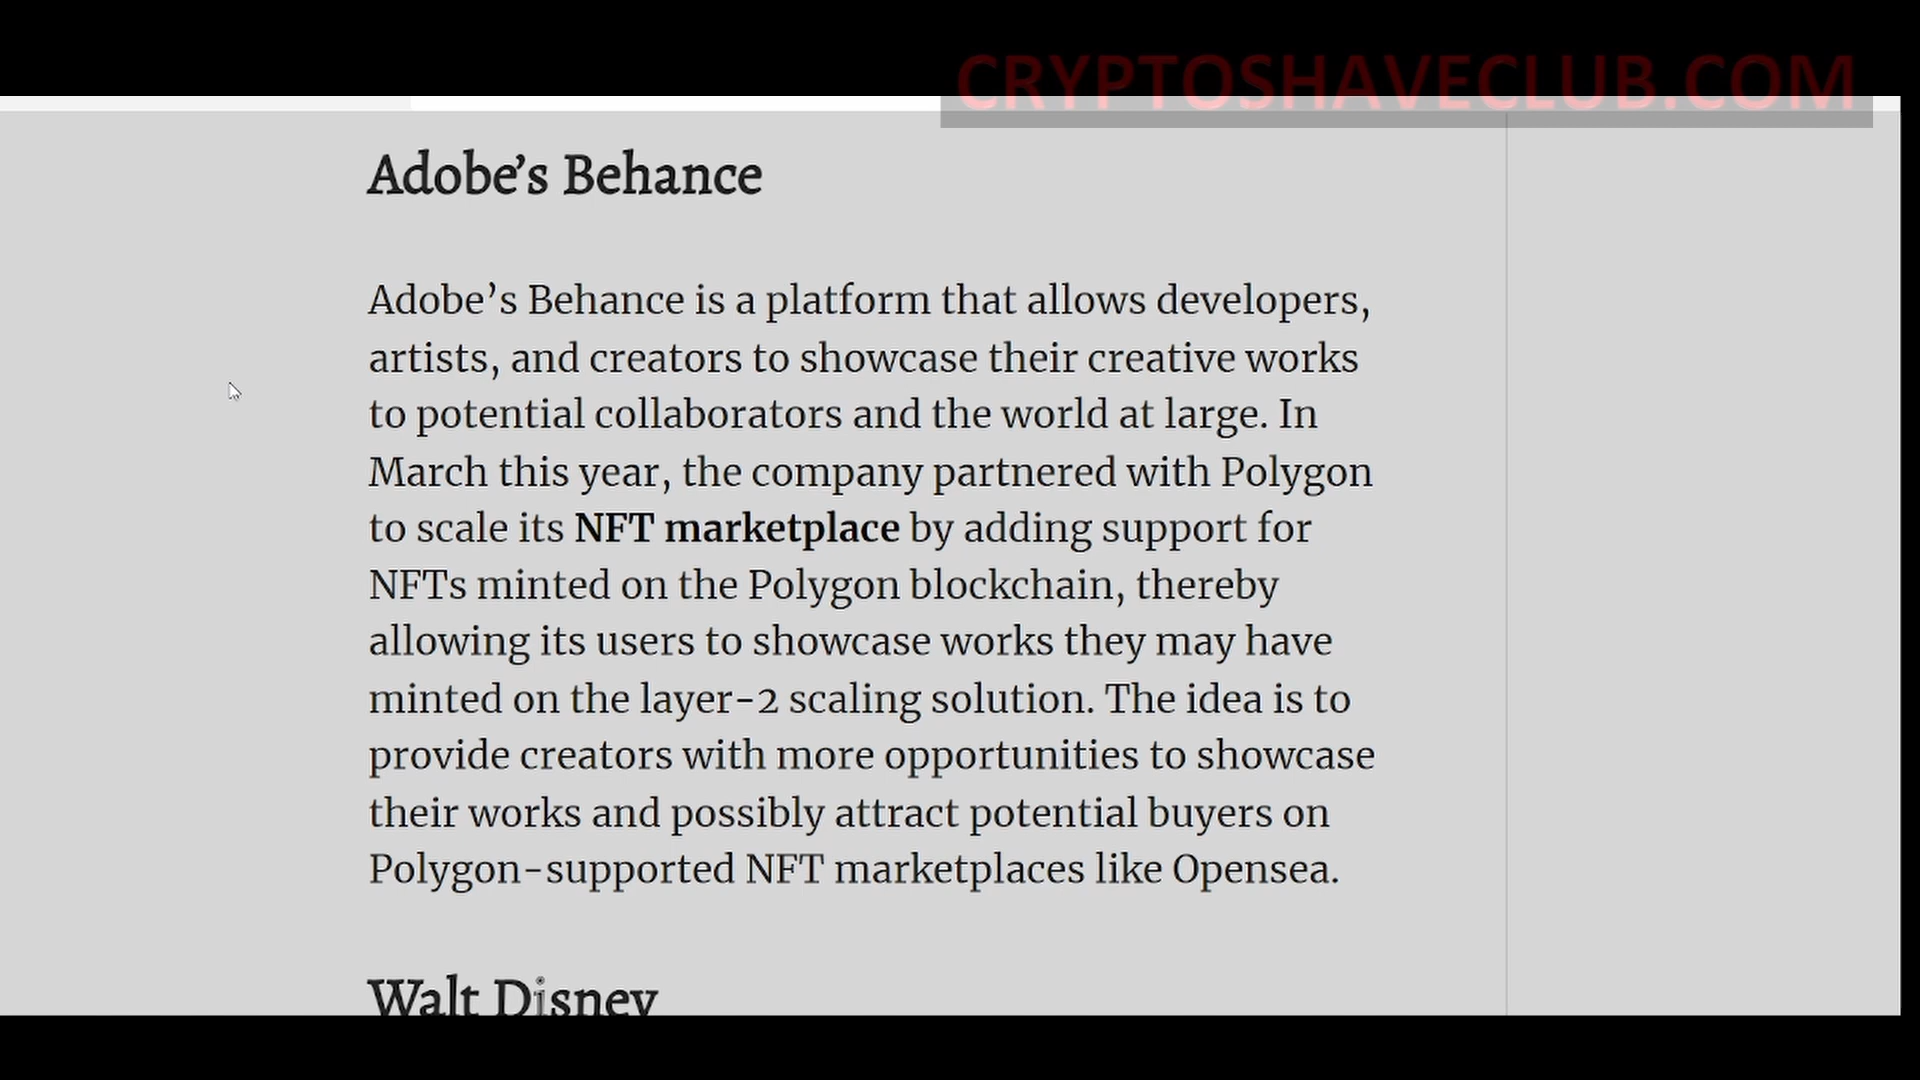 CRYPTOSHAVECLUB.COM
Adobe’s Behance
Adobe’s Behance is a platform that allows developers,
artists, and creators to showcase their creative works
to potential collaborators and the world at large. In
March this year, the company partnered with Polygon
to scale its NFT marketplace by adding support for
NFTs minted on the Polygon blockchain, thereby
allowing its users to showcase works they may have
minted on the layer-2 scaling solution. The idea is to
provide creators with more opportunities to showcase
their works and possibly attract potential buyers on
Polygon-supported NFT marketplaces like Opensea.
Walt Disney